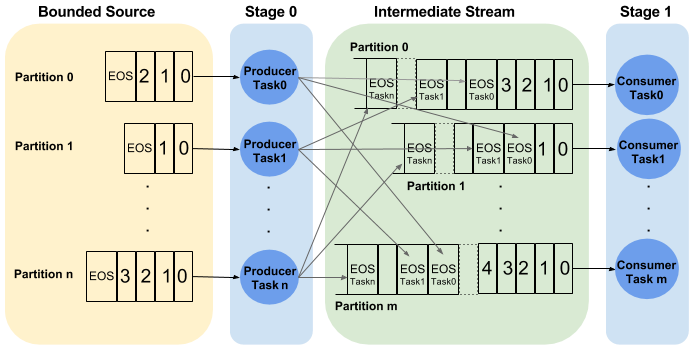 Bounded Source
Stage 0
Intermediate Stream
Stage 1
Partition 0
EOS 2 1 0
Producer
Task0
Partition 0
EOS
Taskn
EOS
Task1
EOS
Task0
3 2 1 0
Consumer
Task0
Partition 1
EOS 1 0
Producer
Task1
EOS
Taskn
EOS
Task1
EOS
Task0
1 0
Partition 1
Consumer
Task1
Partition n
EOS 3 2 1 0
Producer
Task n
EOS
Taskn
EOS
Task1
EOS
Task0
4 3 2 1 0
Partition m
Consumer
Task m